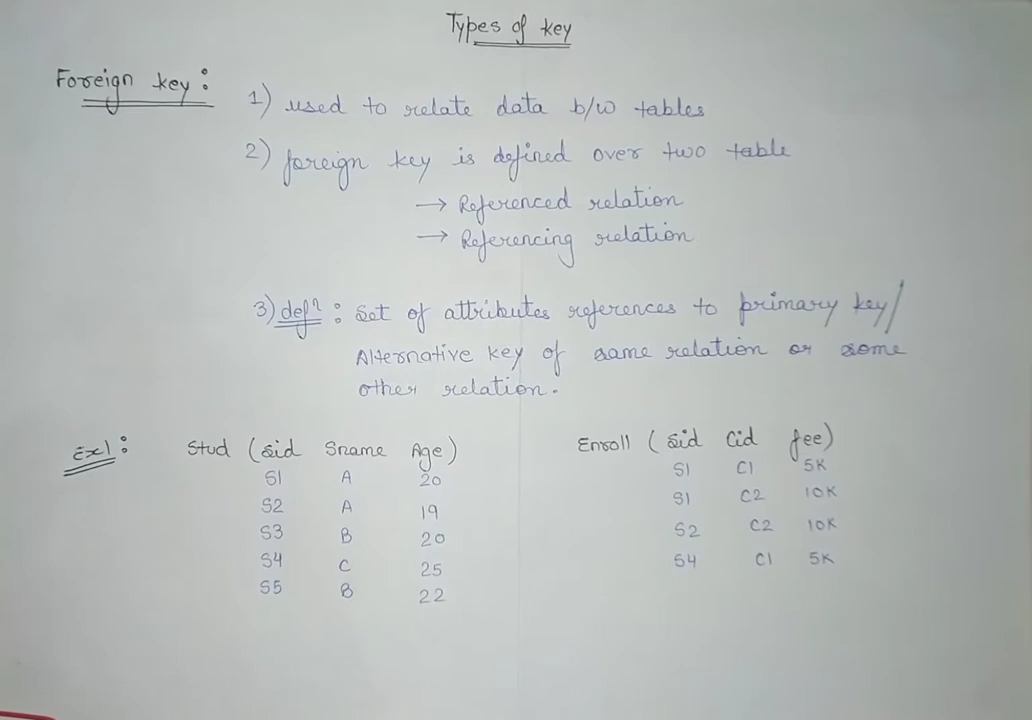 Types of key
Foreign key:
1) used to relate data b/w tables
2) foreign key is defined over two table
→ Referenced relation
→ Referencing relation
3) defⁿ: Set of attributes references to primary key/
Alternative key of same relation or some
other relation.
Ex1: Stud (Sid Sname Age) Enroll (Sid Cid fee)
S1 A 20 S1 C1 5K
S2 A 19 S1 C2 10K
S3 B 20 S2 C2 10K
S4 C 25 S4 C1 5K
S5 B 22